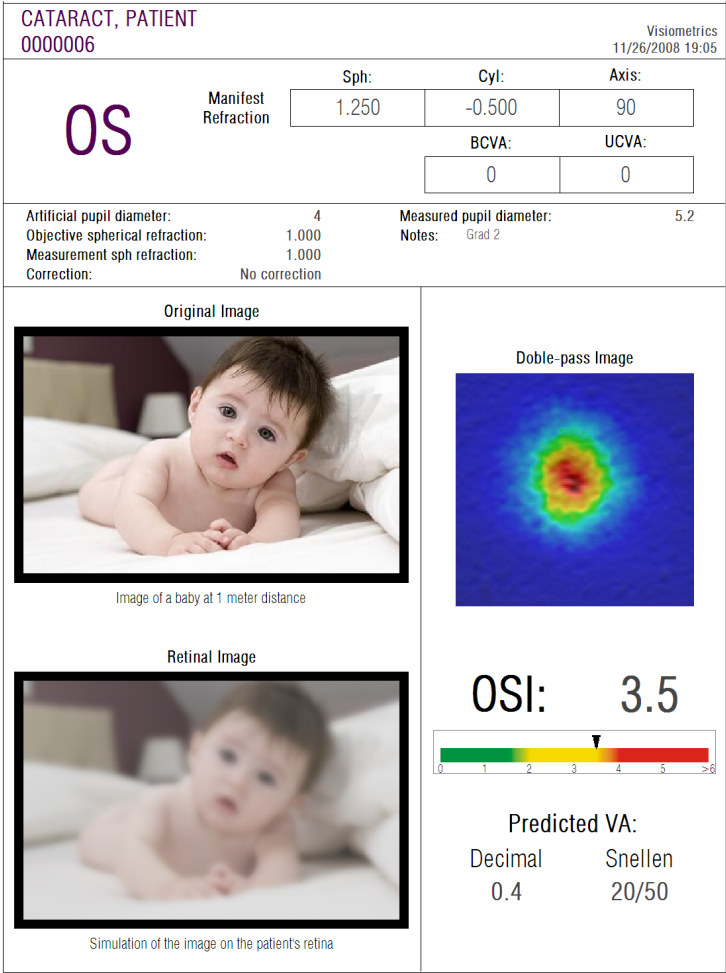 CATARACT, PATIENT
0000006
Visiometrics
11/26/2008 19:05
OS
Manifest
Refraction
Sph: Cyl: Axis:
1.250 -0.500 90
BCVA: UCVA:
0 0
Artificial pupil diameter: 4
Objective spherical refraction: 1.000
Measurement sph refraction: 1.000
Correction: No correction
Measured pupil diameter: 5.2
Notes: Grad 2
Original Image
Image of a baby at 1 meter distance
Retinal Image
Simulation of the image on the patient's retina
Doble-pass Image
OSI: 3.5
0 1 2 3 4 5 >6
Predicted VA:
Decimal Snellen
0.4 20/50